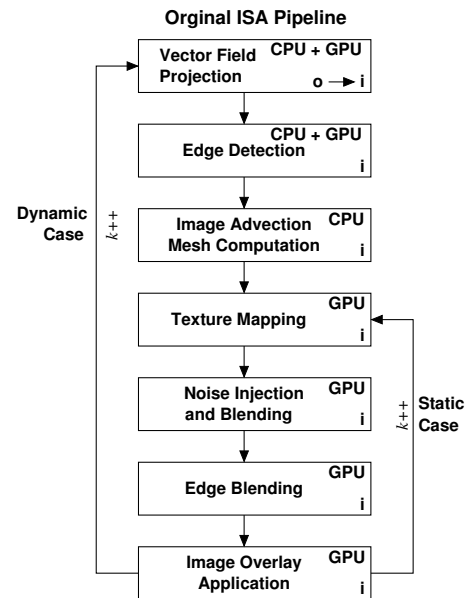 Orginal ISA Pipeline
CPU + GPU
Vector Field
Projection
o i
CPU + GPU
Edge Detection
i
CPU
Image Advection
Mesh Computation
i
GPU
Texture Mapping
i
GPU
Noise Injection
and Blending
i
GPU
Edge Blending
i
GPU
Image Overlay
Application
i
Dynamic
Case
k++
k++
Static
Case